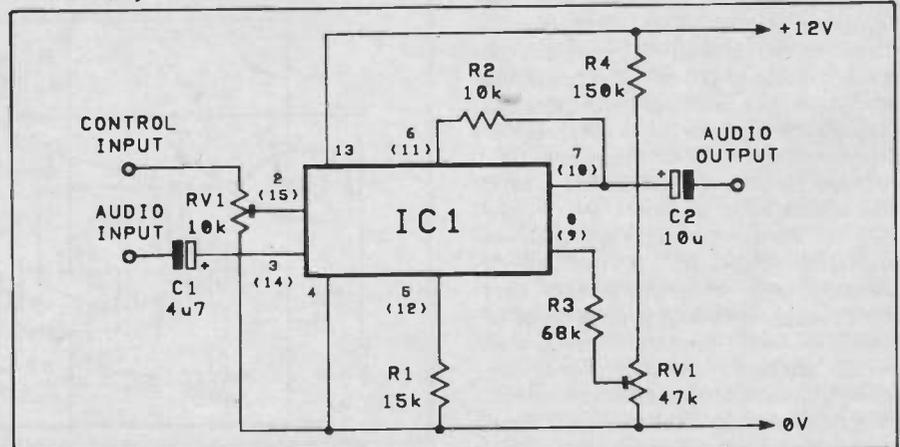 +12V
R2
10k
R4
150k
CONTROL
INPUT
13
6
(11)
AUDIO
OUTPUT
2
(15)
7
(10)
RV1
10k
AUDIO
INPUT
IC1
+
C2
10u
8
(9)
+
C1
4u7
3
(14)
4
5
(12)
R3
68k
R1
15k
RV1
47k
0V